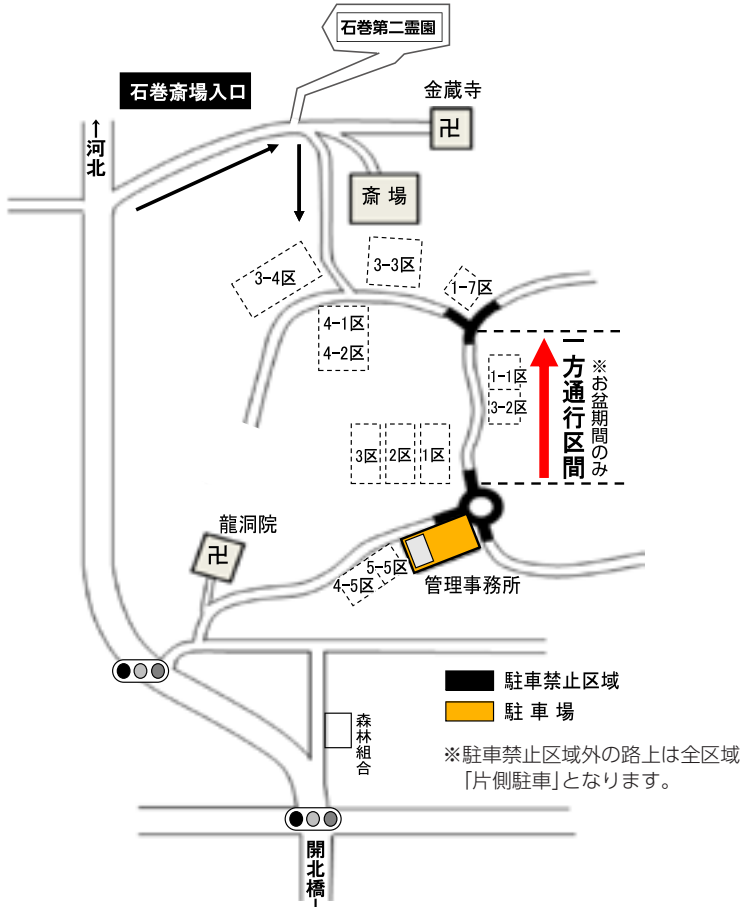 石巻第二霊園
石巻斎場入口
金蔵寺
卍
←河北
斎場
3-4区
3-3区
1-7区
4-1区
4-2区
1-1区
3-2区
一方通行区間
※お盆期間のみ
3区
2区
1区
龍洞院
卍
5-5区
4-5区
管理事務所
駐車禁止区域
駐車場
森林組合
※駐車禁止区域外の路上は全区域
「片側駐車」となります。
開北橋→